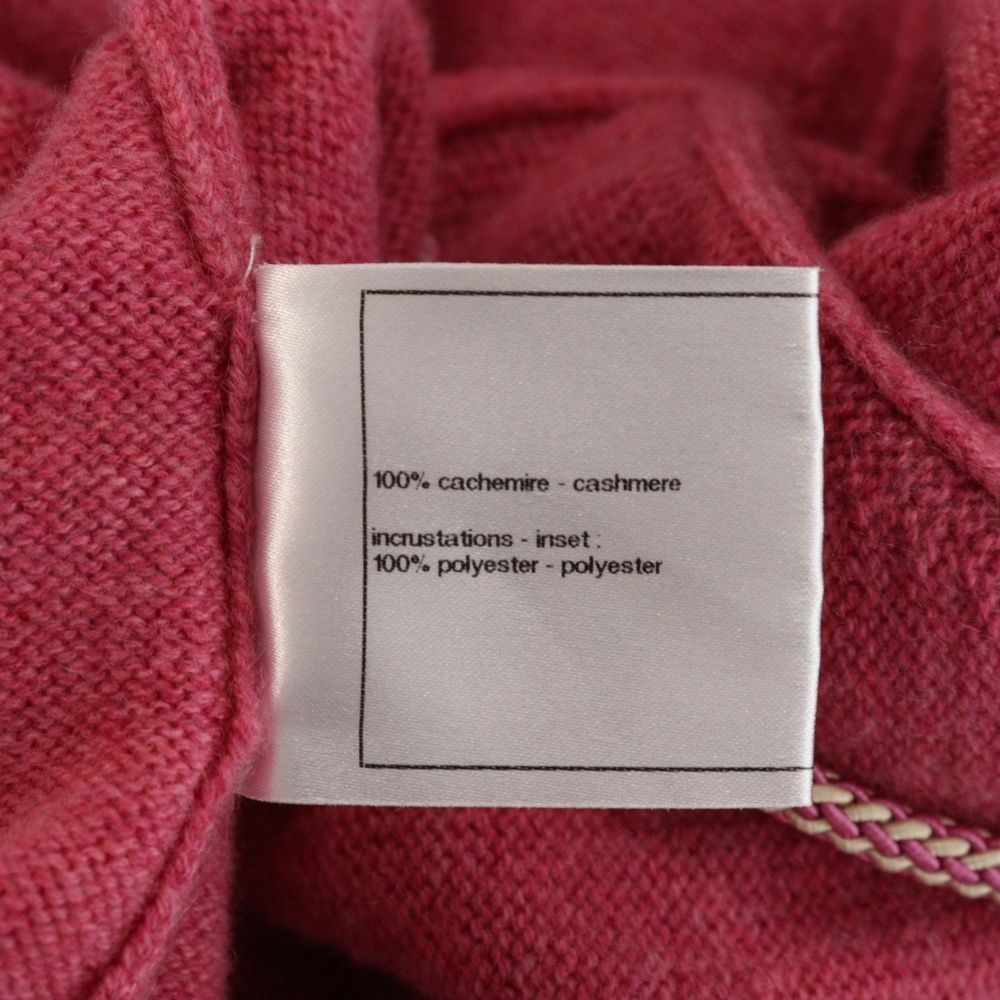 100% cachemire - cashmere
incrustations - inset :
100% polyester - polyester